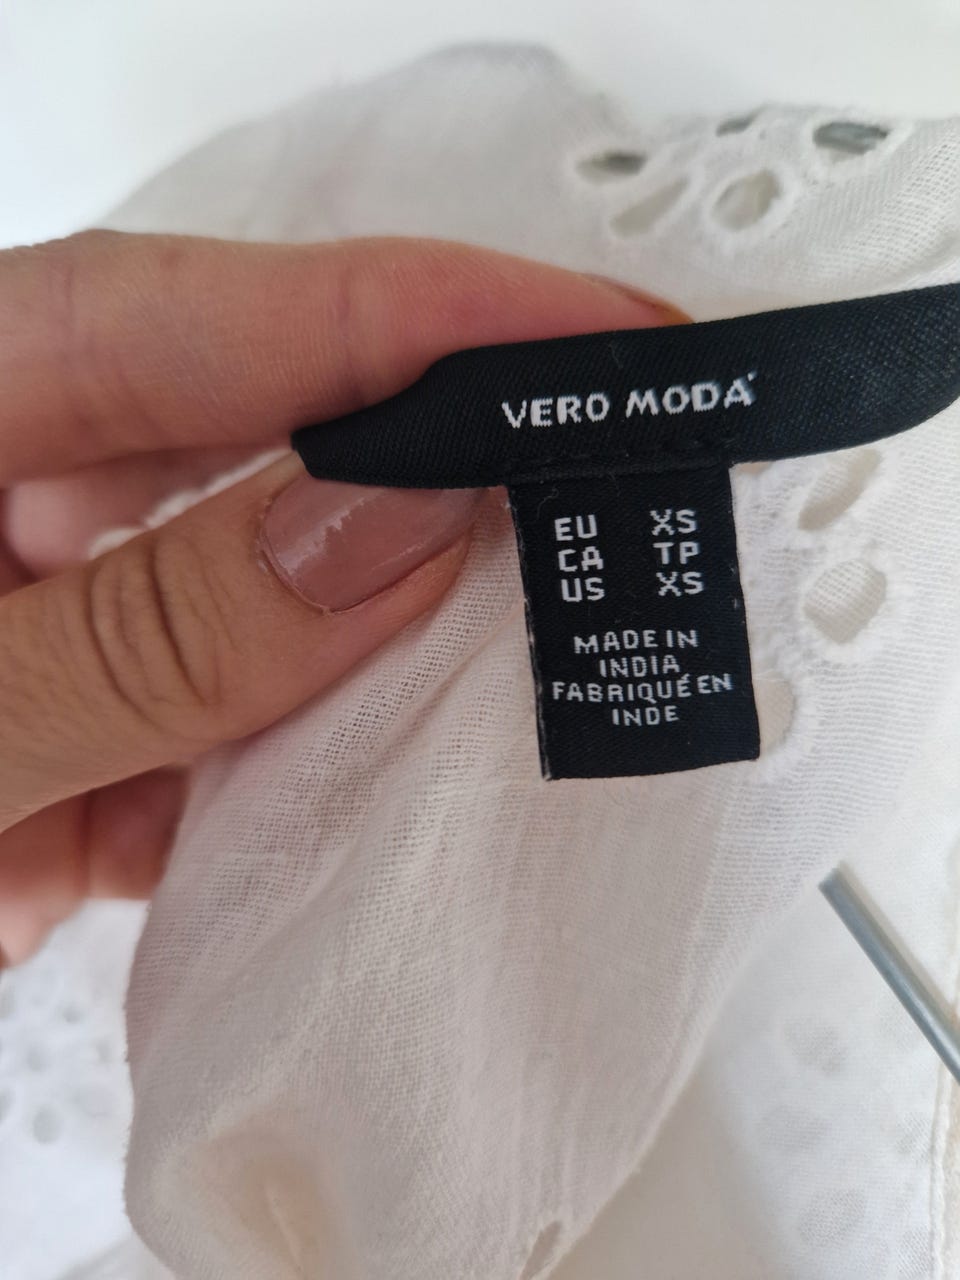 VERO MODA
EU XS
CA TP
US XS
MADE IN
INDIA
FABRIQUÉ EN
INDE